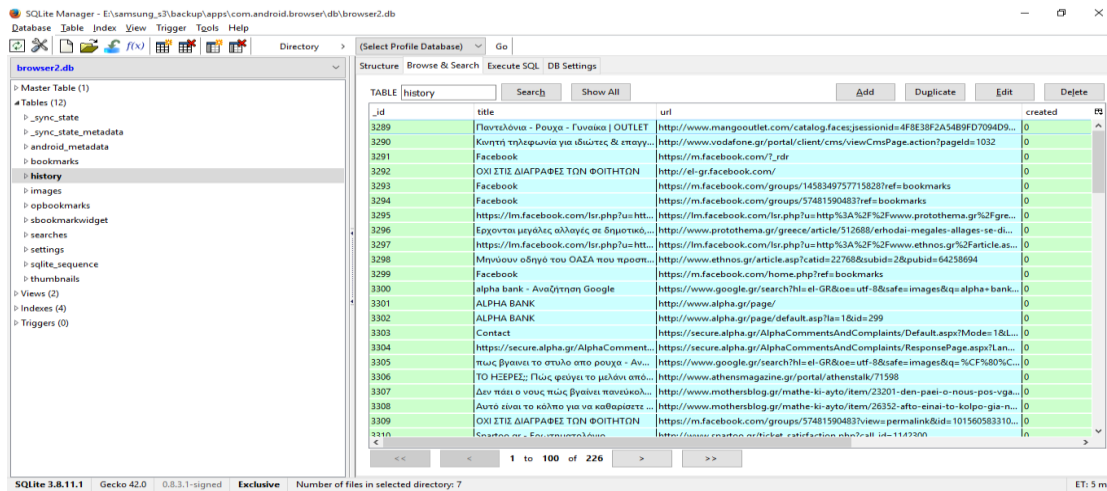 SQLite Manager - E:\samsung_s3\backup\apps\com.android.browser\db\browser2.db
Database Table Index View Trigger Tools Help
f(x) Directory > (Select Profile Database) Go
browser2.db
Structure Browse & Search Execute SQL DB Settings
Master Table (1)
Tables (12)
_sync_state
_sync_state_metadata
android_metadata
bookmarks
history
images
opbookmarks
sbookmarkwidget
searches
settings
sqlite_sequence
thumbnails
Views (2)
Indexes (4)
Triggers (0)
TABLE history Search Show All Add Duplicate Edit Delete
_id title url created
3289 Παντελόνια - Ρουχα - Γυναίκα | OUTLET http://www.mangooutlet.com/catalog.faces;jsessionid=4F8E38F2A54B9FD7094D9... 0
3290 Κινητή τηλεφωνία για ιδιώτες & επαγγ... http://www.vodafone.gr/portal/client/cms/viewCmsPage.action?pageId=1032 0
3291 Facebook https://m.facebook.com/?_rdr 0
3292 ΟΧΙ ΣΤΙΣ ΔΙΑΓΡΑΦΕΣ ΤΩΝ ΦΟΙΤΗΤΩΝ http://el-gr.facebook.com/ 0
3293 Facebook https://m.facebook.com/groups/145834977715828?ref=bookmarks 0
3294 Facebook https://m.facebook.com/groups/57481590483?ref=bookmarks 0
3295 https://lm.facebook.com/lsr.php?u=htt... https://lm.facebook.com/lsr.php?u=http%3A%2F%2Fwww.protothema.gr%2Fgre... 0
3296 Ερχονται μεγάλες αλλαγές σε δημοτικό,... http://www.protothema.gr/greece/article/512688/erhodai-megales-allages-se-di... 0
3297 https://lm.facebook.com/lsr.php?u=htt... https://lm.facebook.com/lsr.php?u=http%3A%2F%2Fwww.ethnos.gr%2Farticle.as... 0
3298 Μηνύουν οδηγό του ΟΑΣΑ που προσπ... http://www.ethnos.gr/article.asp?catid=22768&subid=2&pubid=64258694 0
3299 Facebook https://m.facebook.com/home.php?ref=bookmarks 0
3300 alpha bank - Αναζήτηση Google https://www.google.gr/search?hl=el-GR&oe=utf-8&safe=images&q=alpha+bank... 0
3301 ALPHA BANK http://www.alpha.gr/page/ 0
3302 ALPHA BANK http://www.alpha.gr/page/default.asp?la=1&id=299 0
3303 Contact https://secure.alpha.gr/AlphaCommentsAndComplaints/Default.aspx?Mode=1&L... 0
3304 https://secure.alpha.gr/AlphaComment... https://secure.alpha.gr/AlphaCommentsAndComplaints/ResponsePage.aspx?Lan... 0
3305 πως βγαινει το στυλο απο ρουχα - Αν... https://www.google.gr/search?hl=el-GR&oe=utf-8&safe=images&q=%CF%80%C... 0
3306 ΤΟ ΗΞΕΡΕΣ;; Πώς φεύγει το μελάνι από... http://www.athensmagazine.gr/portal/athenstalk/71598 0
3307 Δεν πάει ο νους πώς βγαίνει πανεύκολ... http://www.mothersblog.gr/mathe-ki-ayto/item/23201-den-paei-o-nous-pos-vga... 0
3308 Αυτό είναι το κόλπο για να καθαρίσετε ... http://www.mothersblog.gr/mathe-ki-ayto/item/26352-afto-einai-to-kolpo-gia-n... 0
3309 ΟΧΙ ΣΤΙΣ ΔΙΑΓΡΑΦΕΣ ΤΩΝ ΦΟΙΤΗΤΩΝ https://m.facebook.com/groups/57481590483?view=permalink&id=101560583310... 0
3310 http://www.spartoo.gr/ticket_satisfaction.php?call_id=1142300 0
<< < 1 to 100 of 226 > >>
SQLite 3.8.11.1 Gecko 42.0 0.8.3.1-signed Exclusive Number of files in selected directory: 7 ET: 5 m